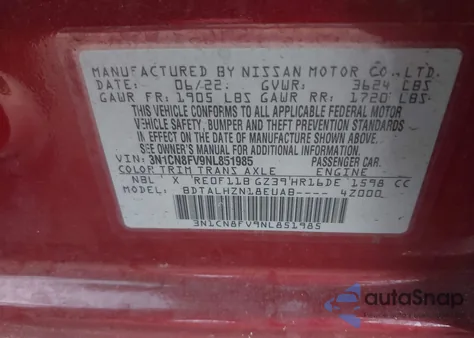 MANUFACTURED BY NISSAN MOTOR CO., LTD.
DATE: 06/22. GVWR: 3624 LBS
GAWR FR: 1905 LBS GAWR RR: 1720 LBS
THIS VEHICLE CONFORMS TO ALL APPLICABLE FEDERAL MOTOR
VEHICLE SAFETY, BUMPER AND THEFT PREVENTION STANDARDS
IN EFFECT ON THE DATE OF MANUFACTURE SHOWN ABOVE.
SEE OWNER'S MANUAL FOR ADDITIONAL INFORMATION
VIN: 3N1CN8FV9NL851985 PASSENGER CAR.
COLOR TRIM TRANS AXLE ENGINE
NBL X RE0F11B GZ39 HR16DE 1598 CC
MODEL: BDTALHZN18EUAB---- 4Z000
3N1CN8FV9NL851985
autoSnap